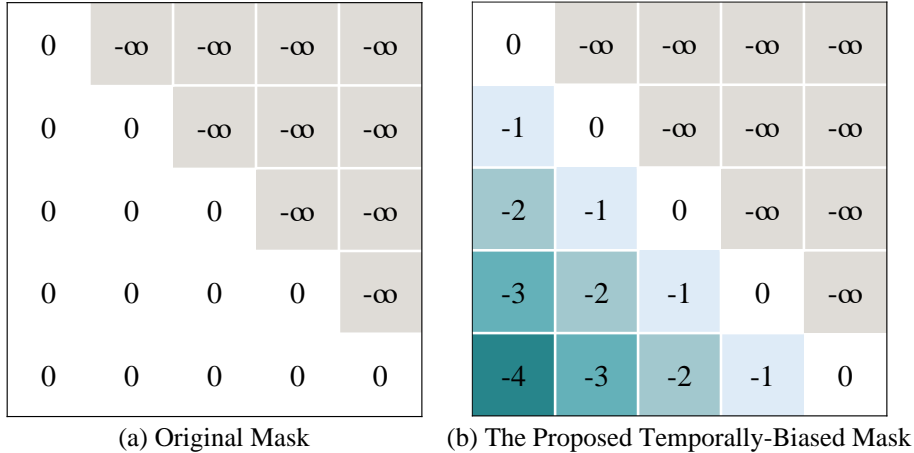 0 -∞ -∞ -∞ -∞
0 0 -∞ -∞ -∞
0 0 0 -∞ -∞
0 0 0 0 -∞
0 0 0 0 0
(a) Original Mask
0 -∞ -∞ -∞ -∞
-1 0 -∞ -∞ -∞
-2 -1 0 -∞ -∞
-3 -2 -1 0 -∞
-4 -3 -2 -1 0
(b) The Proposed Temporally-Biased Mask